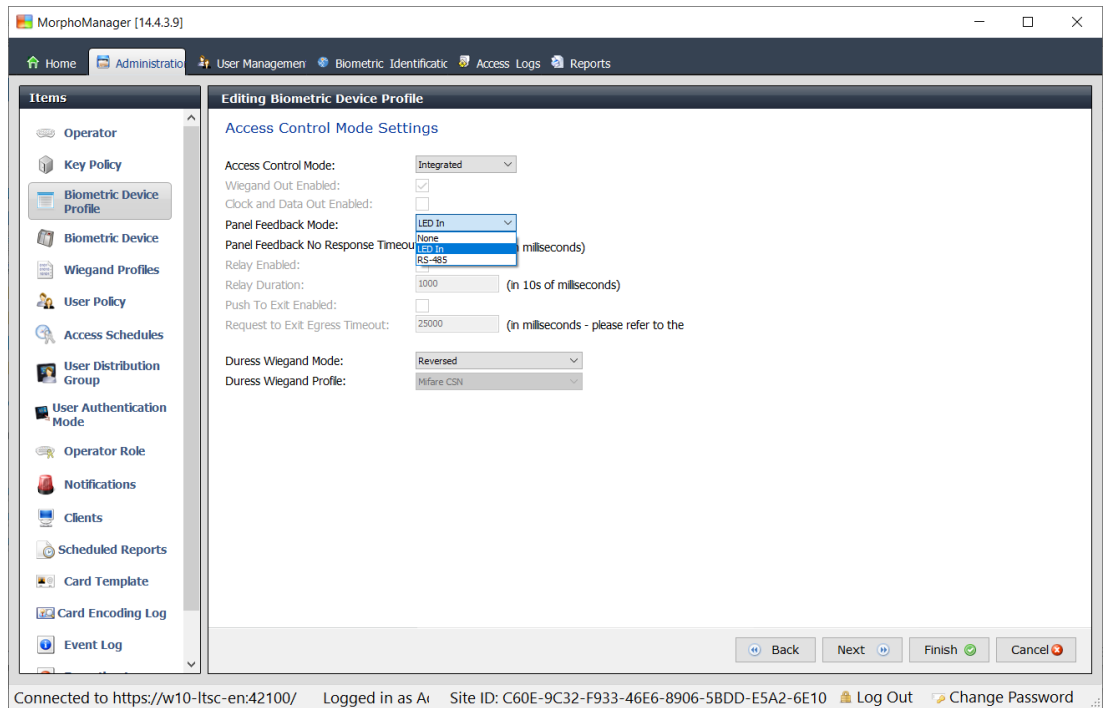 MorphoManager [14.4.3.9]
Home Administratio User Managemen Biometric Identificatic Access Logs Reports
Items
Operator
Key Policy
Biometric Device
Profile
Biometric Device
Wiegand Profiles
User Policy
Access Schedules
User Distribution
Group
User Authentication
Mode
Operator Role
Notifications
Clients
Scheduled Reports
Card Template
Card Encoding Log
Event Log
Editing Biometric Device Profile
Access Control Mode Settings
Access Control Mode: Integrated
Wiegand Out Enabled:
Clock and Data Out Enabled:
Panel Feedback Mode: LED In
None
LED In
RS-485
Panel Feedback No Response Timeou miliseconds)
Relay Enabled:
Relay Duration: 1000 (in 10s of miliseconds)
Push To Exit Enabled:
Request to Exit Egress Timeout: 25000 (in miliseconds - please refer to the
Duress Wiegand Mode: Reversed
Duress Wiegand Profile: Mifare CSN
Back Next Finish Cancel
Connected to https://w10-ltsc-en:42100/ Logged in as Site ID: C60E-9C32-F933-46E6-8906-5BDD-E5A2-6E10 Log Out Change Password